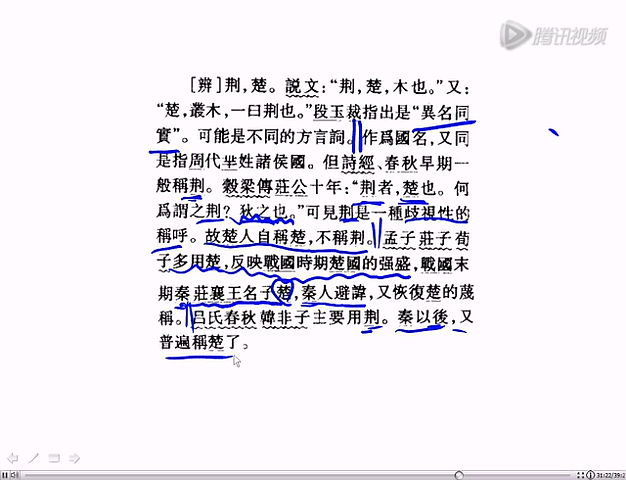 腾讯视频
[辨]荆，楚。説文：“荆，楚，木也。”又：
“楚，叢木，一曰荆也。”段玉裁指出是“異名同
實”。可能是不同的方言詞。作爲國名，又同
是指周代芈姓諸侯國。但詩經、春秋早期一
般稱荆。穀梁傳莊公十年：“荆者，楚也。何
爲謂之荆？狄之也。”可見荆是一種歧視性的
稱呼。故楚人自稱楚，不稱荆。孟子莊子荀
子多用楚，反映戰國時期楚國的强盛，戰國末
期秦莊襄王名子楚，秦人避諱，又恢復楚的蔑
稱。吕氏春秋韓非子主要用荆。秦以後，又
普遍稱楚了。